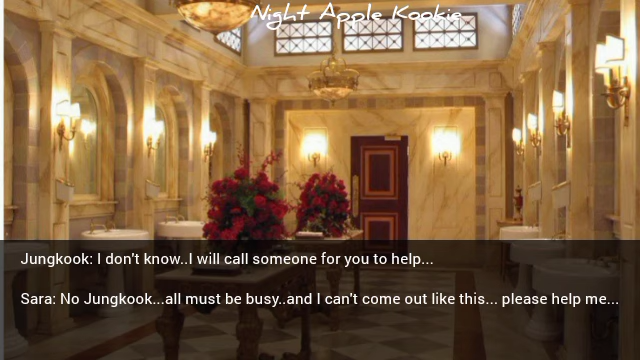 Night Apple Kookie
Jungkook: I don't know..I will call someone for you to help...
Sara: No Jungkook...all must be busy..and I can't come out like this... please help me...